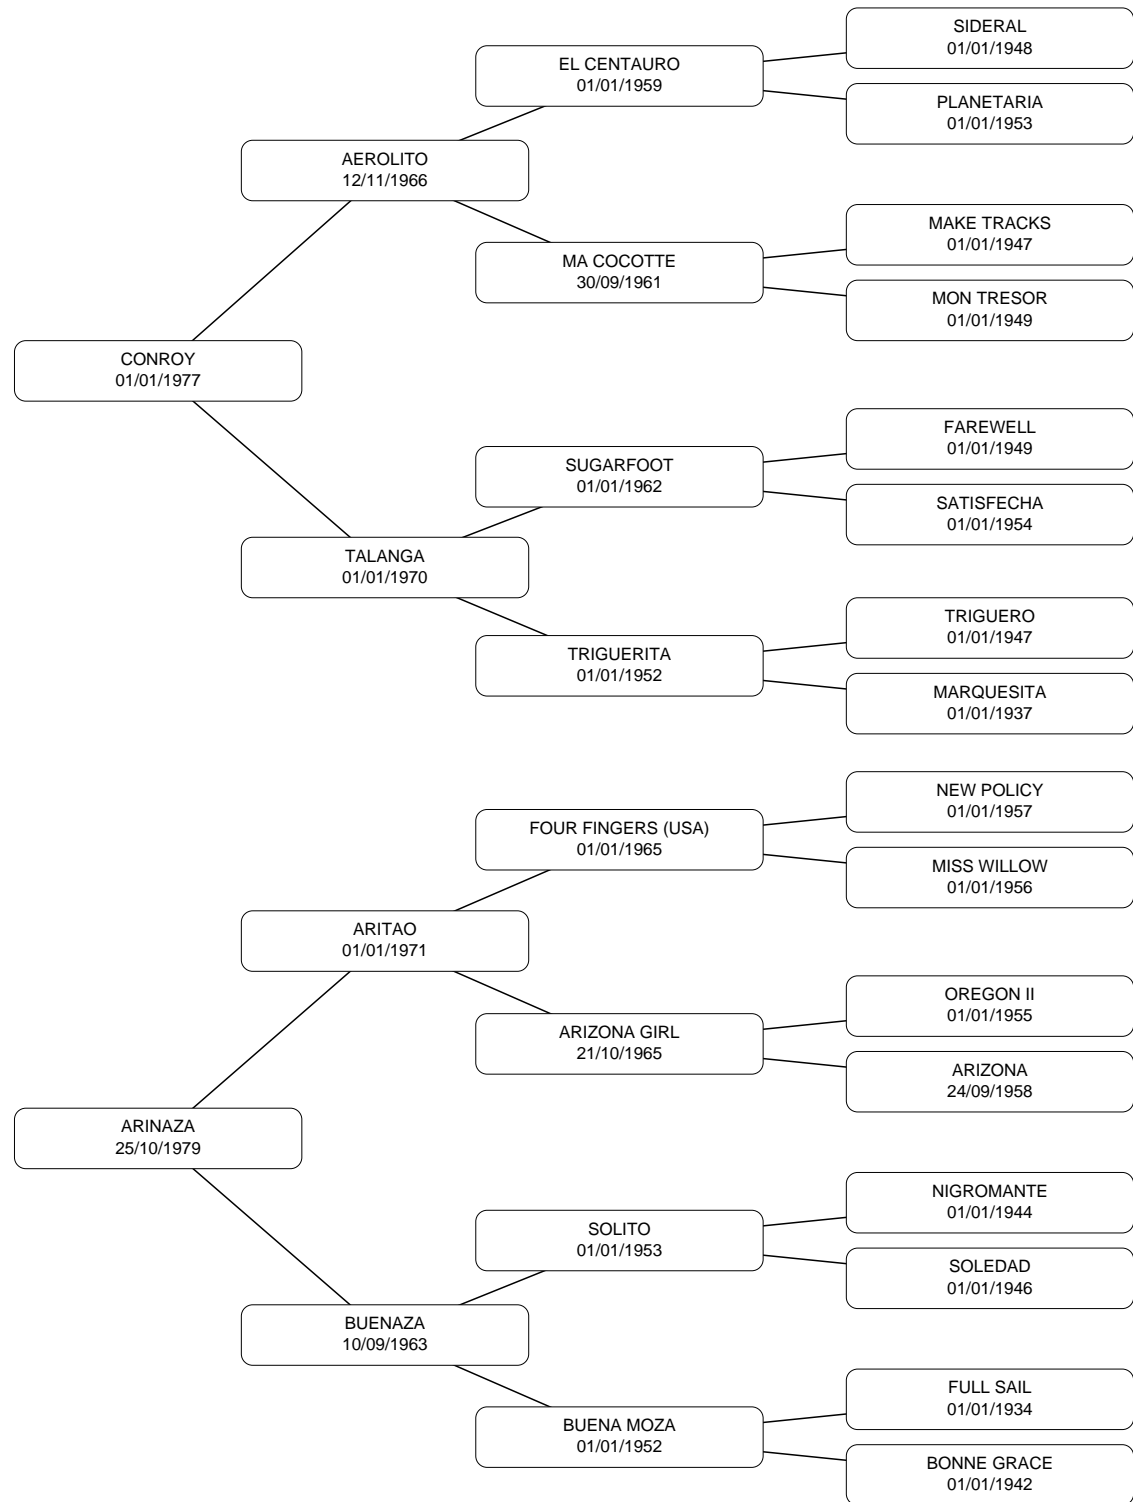 SIDERAL
01/01/1948
EL CENTAURO
01/01/1959
PLANETARIA
01/01/1953
AEROLITO
12/11/1966
MAKE TRACKS
01/01/1947
MA COCOTTE
30/09/1961
MON TRESOR
01/01/1949
CONROY
01/01/1977
FAREWELL
01/01/1949
SUGARFOOT
01/01/1962
SATISFECHA
01/01/1954
TALANGA
01/01/1970
TRIGUERO
01/01/1947
TRIGUERITA
01/01/1952
MARQUESITA
01/01/1937
NEW POLICY
01/01/1957
FOUR FINGERS (USA)
01/01/1965
MISS WILLOW
01/01/1956
ARITAO
01/01/1971
OREGON II
01/01/1955
ARIZONA GIRL
21/10/1965
ARIZONA
24/09/1958
ARINAZA
25/10/1979
NIGROMANTE
01/01/1944
SOLITO
01/01/1953
SOLEDAD
01/01/1946
BUENAZA
10/09/1963
FULL SAIL
01/01/1934
BUENA MOZA
01/01/1952
BONNE GRACE
01/01/1942